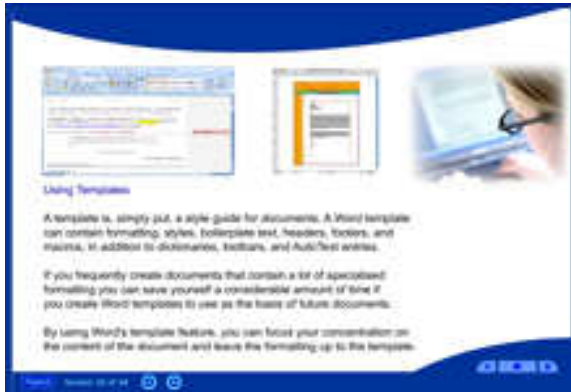 Using Templates
A template is, simply put, a style guide for documents. A Word template
can contain formatting, styles, boilerplate text, headers, footers, and
macros, in addition to dictionaries, toolbars, and AutoText entries.
If you frequently create documents that contain a lot of specialised
formatting you can save yourself a considerable amount of time if
you create Word templates to use as the basis of future documents.
By using Word's template feature, you can focus your concentration on
the content of the document and leave the formatting up to the template.